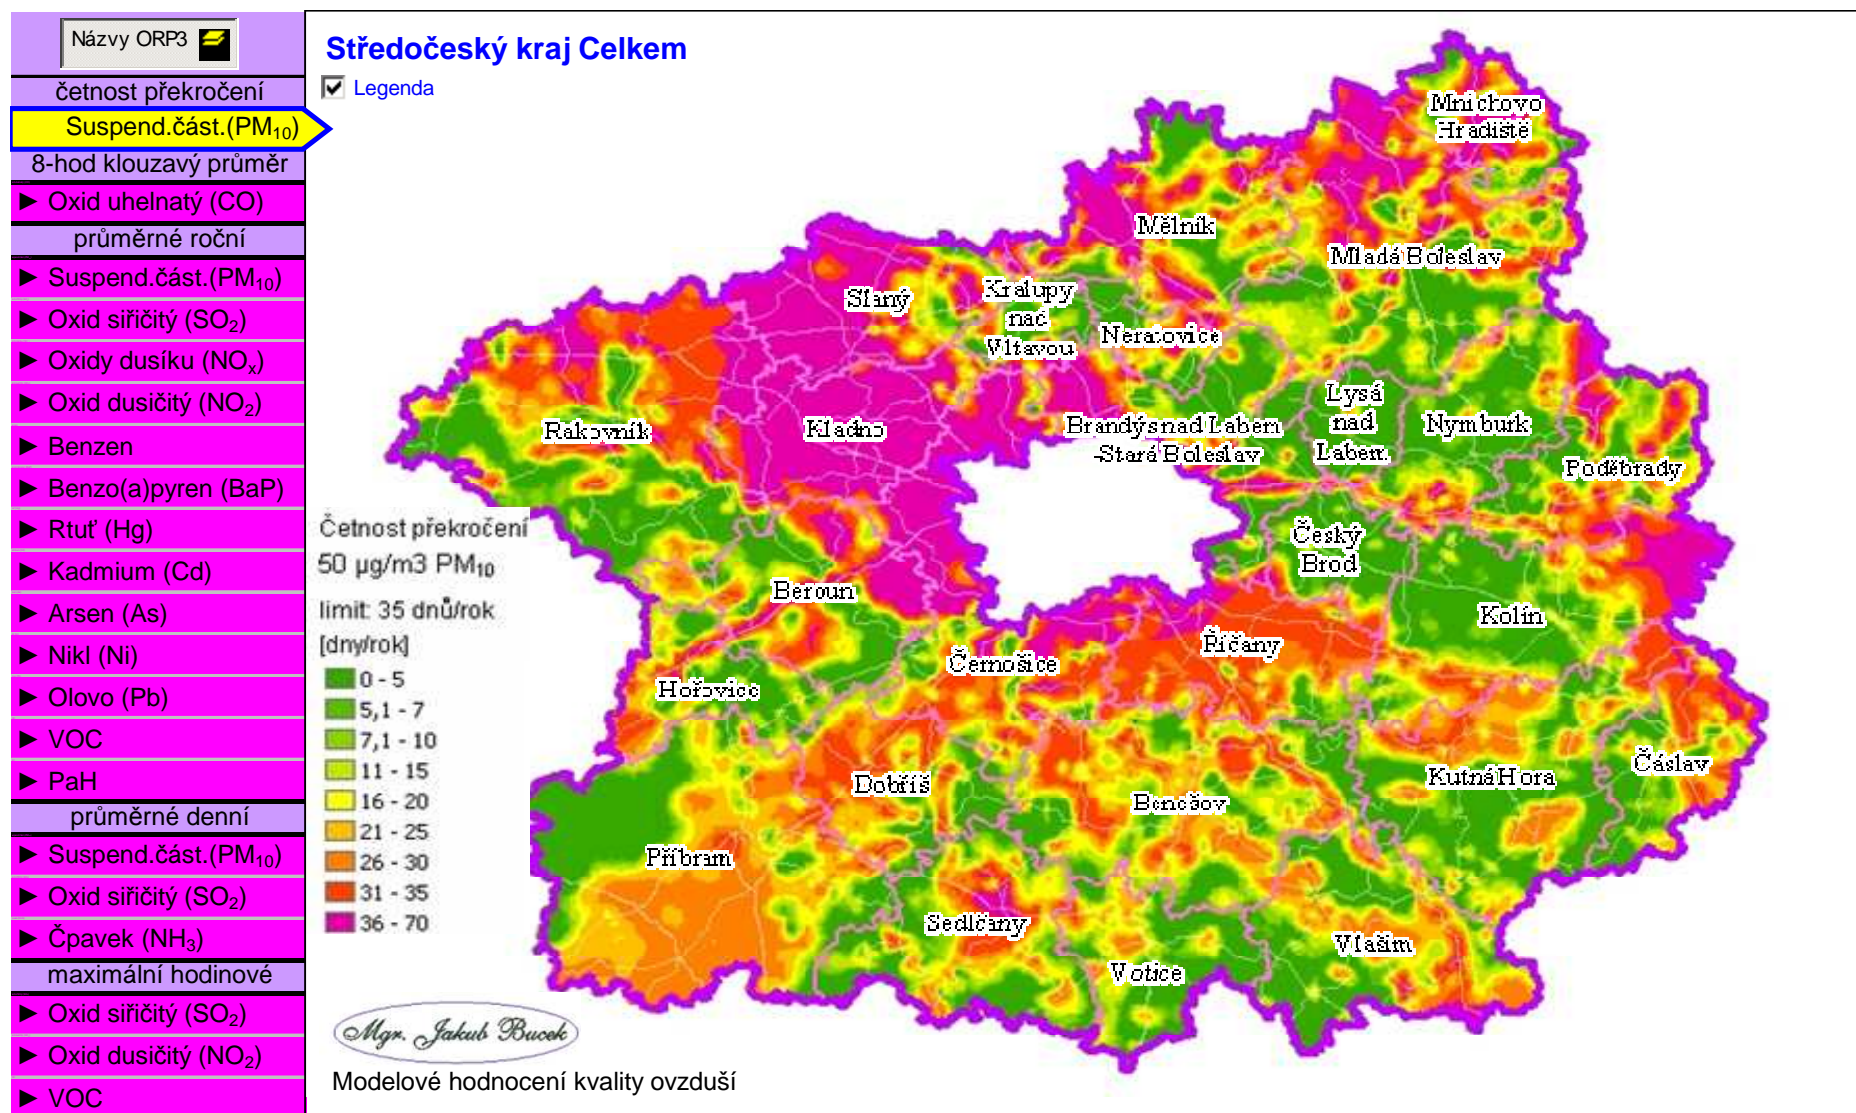 Názvy ORP3
četnost překročení
Suspend.část.(PM10)
8-hod klouzavý průměr
► Oxid uhelnatý (CO)
průměrné roční
► Suspend.část.(PM10)
► Oxid siřičitý (SO2)
► Oxidy dusíku (NOx)
► Oxid dusičitý (NO2)
► Benzen
► Benzo(a)pyren (BaP)
► Rtuť (Hg)
► Kadmium (Cd)
► Arsen (As)
► Nikl (Ni)
► Olovo (Pb)
► VOC
► PaH
průměrné denní
► Suspend.část.(PM10)
► Oxid siřičitý (SO2)
► Čpavek (NH3)
maximální hodinové
► Oxid siřičitý (SO2)
► Oxid dusičitý (NO2)
► VOC
Středočeský kraj Celkem
Legenda
Mnichovo
Hradiště
Mělník
Mladá Boleslav
Slaný
Kralupy
nad
Vltavou
Neratovice
Rakovník
Kladno
Brandýs nad Labem
-Stará Boleslav
Lysá
nad
Labem
Nymburk
Poděbrady
Český
Brod
Beroun
Kolín
Černošice
Říčany
Hořovice
Dobříš
Benešov
Kutná Hora
Čáslav
Příbram
Sedlčany
Votice
Vlašim
Četnost překročení
50 µg/m3 PM10
limit: 35 dnů/rok
[dny/rok]
0 - 5
5,1 - 7
7,1 - 10
11 - 15
16 - 20
21 - 25
26 - 30
31 - 35
36 - 70
Mgr. Jakub Bucek
Modelové hodnocení kvality ovzduší